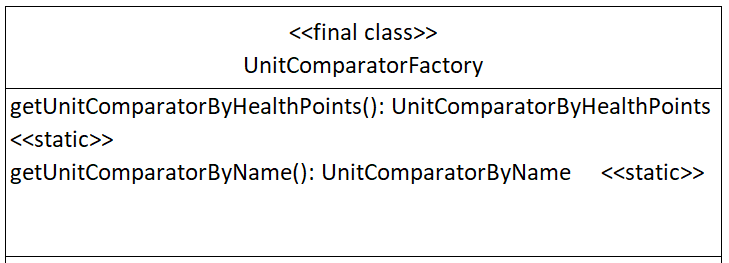 <<final class>>
UnitComparatorFactory
getUnitComparatorByHealthPoints(): UnitComparatorByHealthPoints
<<static>>
getUnitComparatorByName(): UnitComparatorByName <<static>>